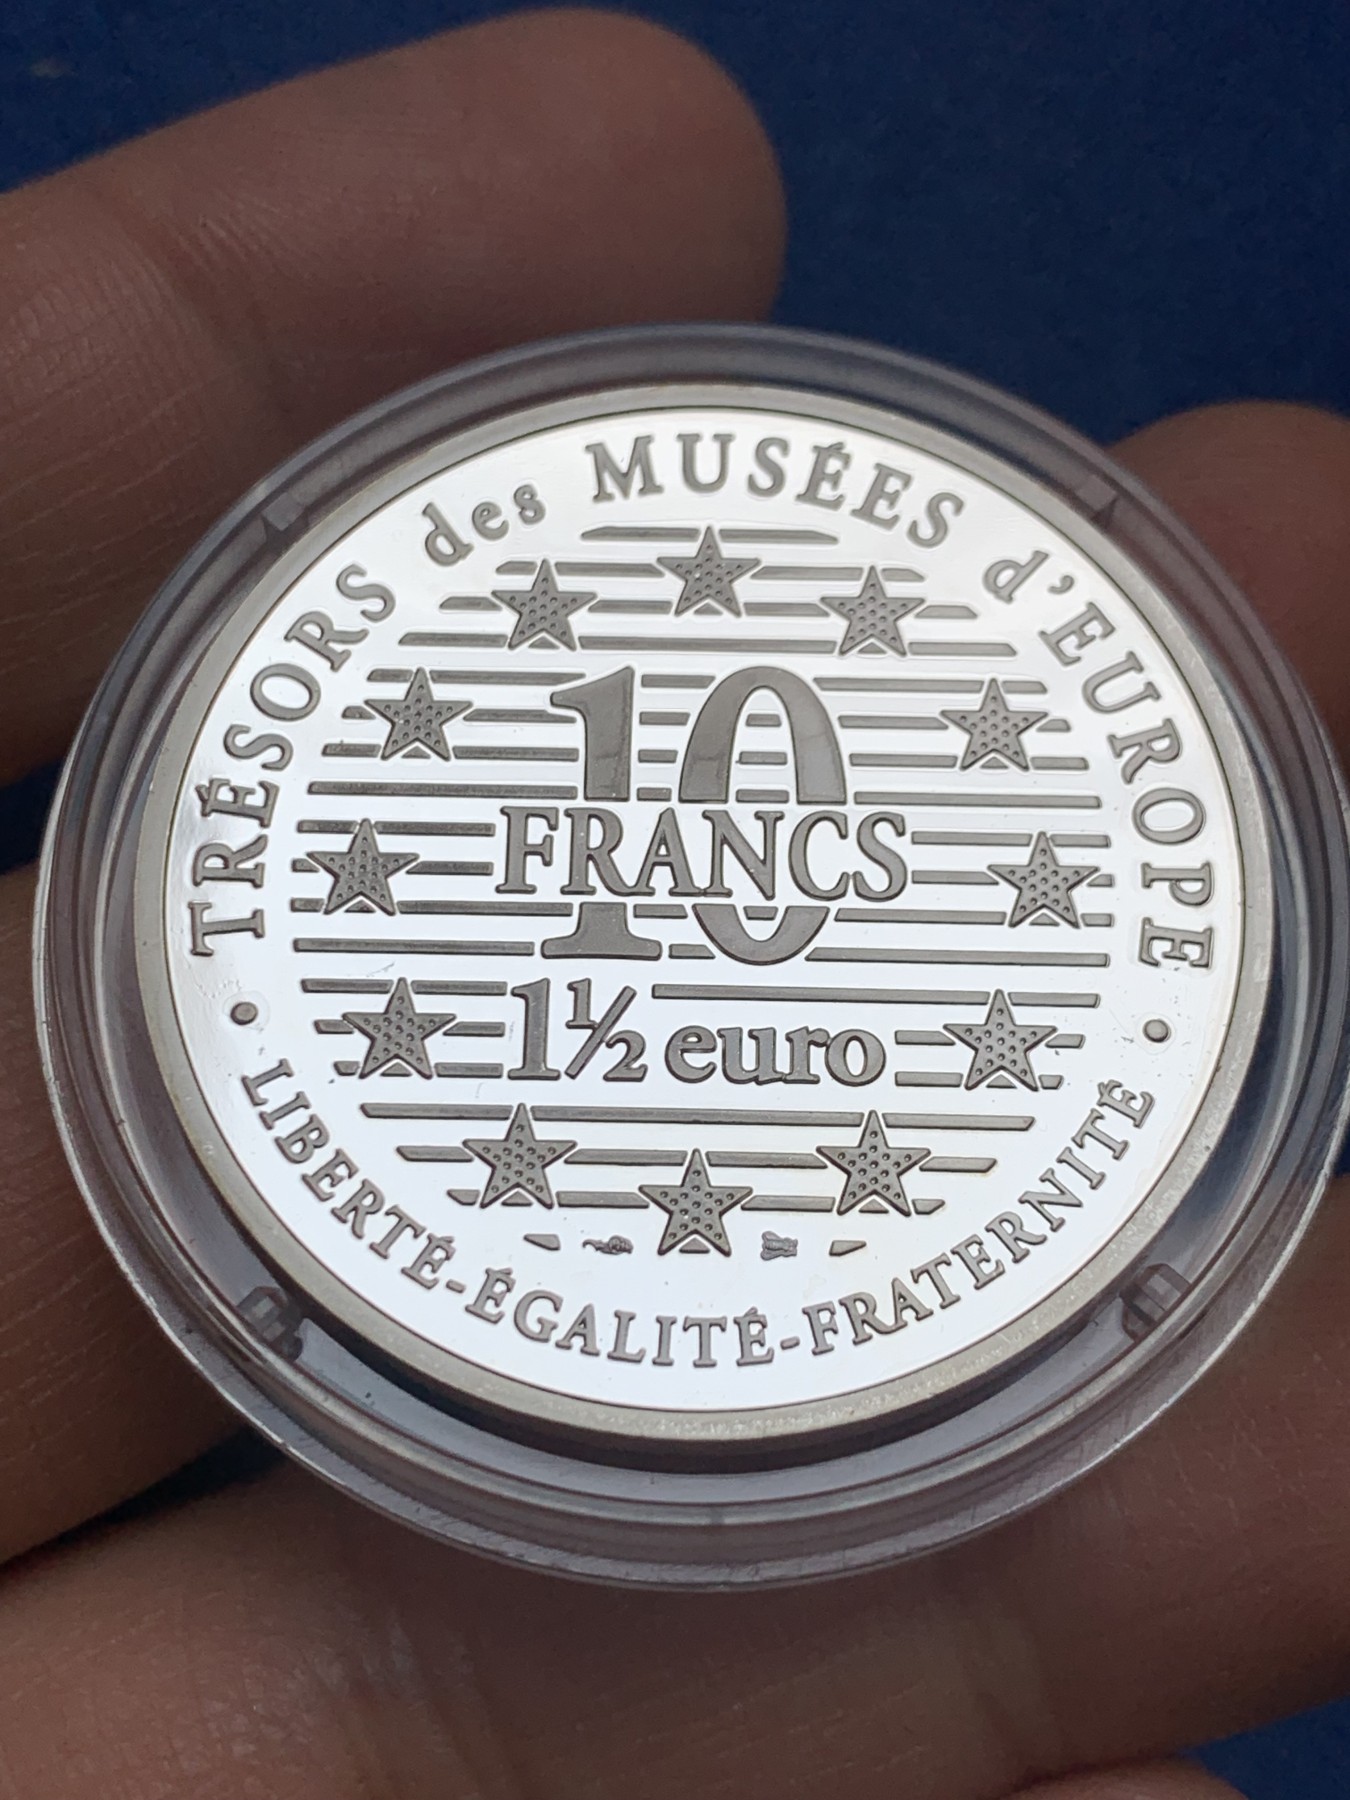 TRÉSORS des MUSÉES d'EUROPE
10
FRANCS
1½ euro
• LIBERTÉ-ÉGALITÉ-FRATERNITÉ •